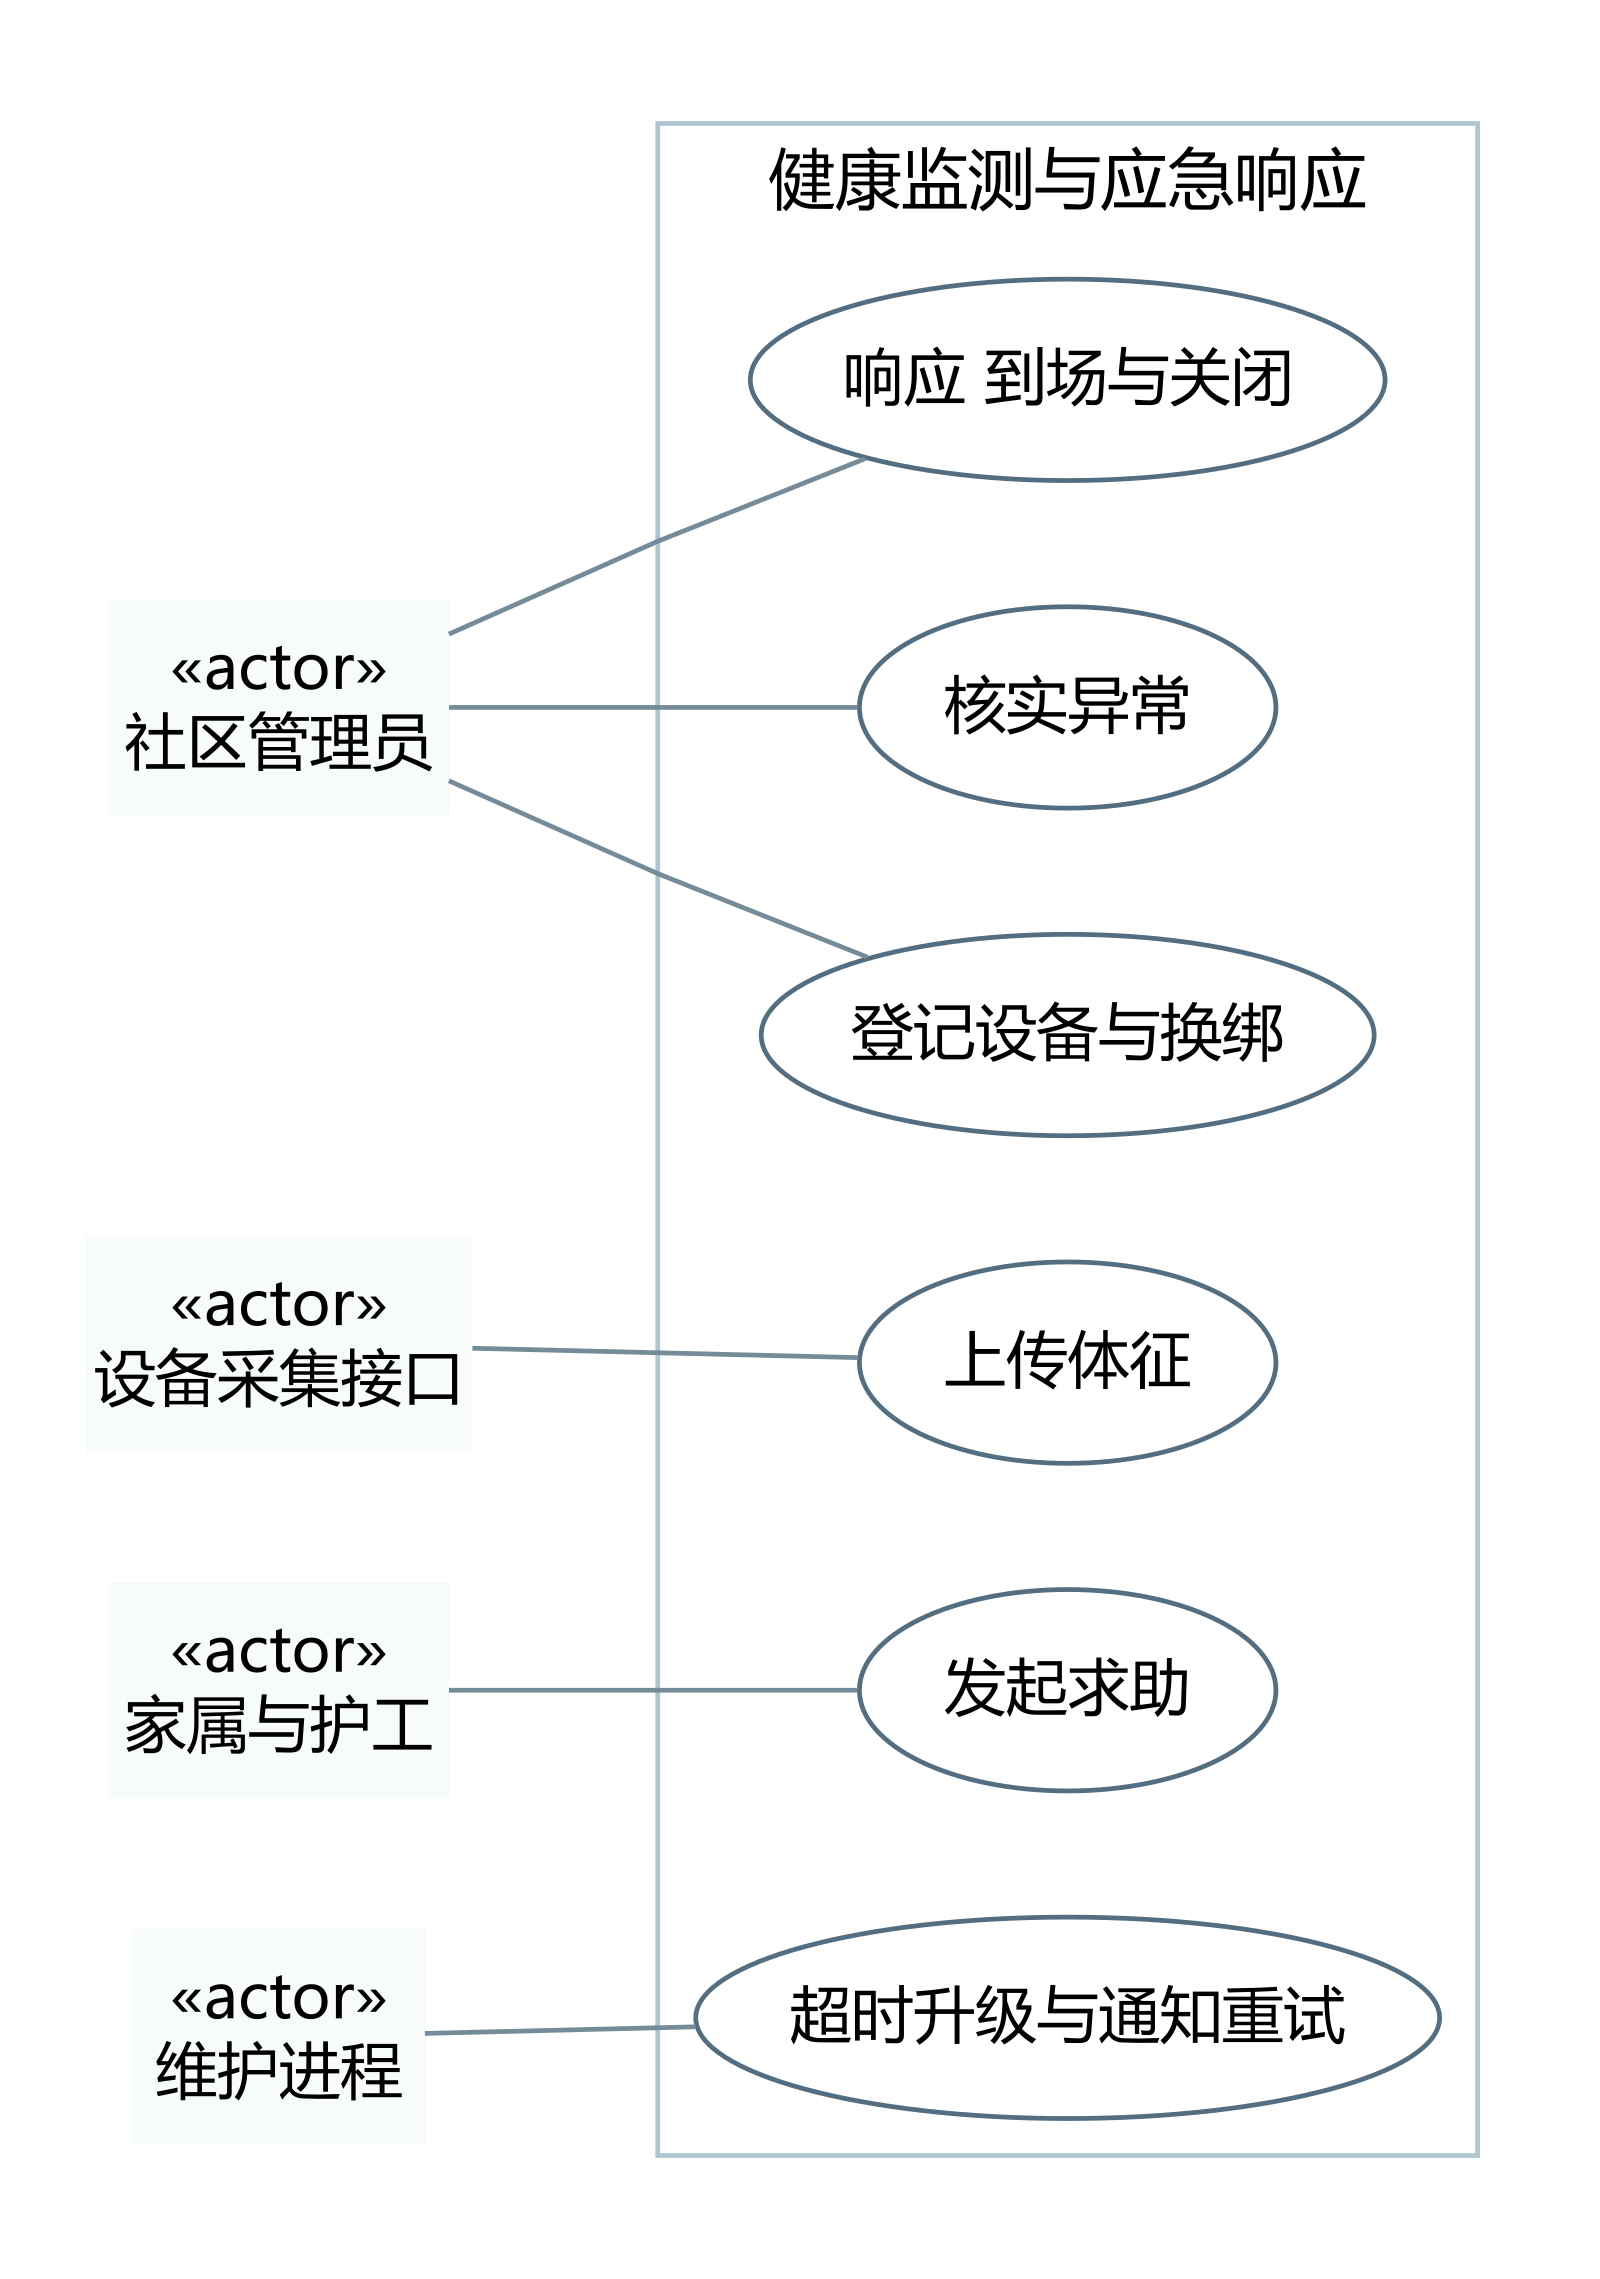 健康监测与应急响应
响应 到场与关闭
«actor»
社区管理员
核实异常
登记设备与换绑
«actor»
设备采集接口
上传体征
«actor»
家属与护工
发起求助
«actor»
维护进程
超时升级与通知重试